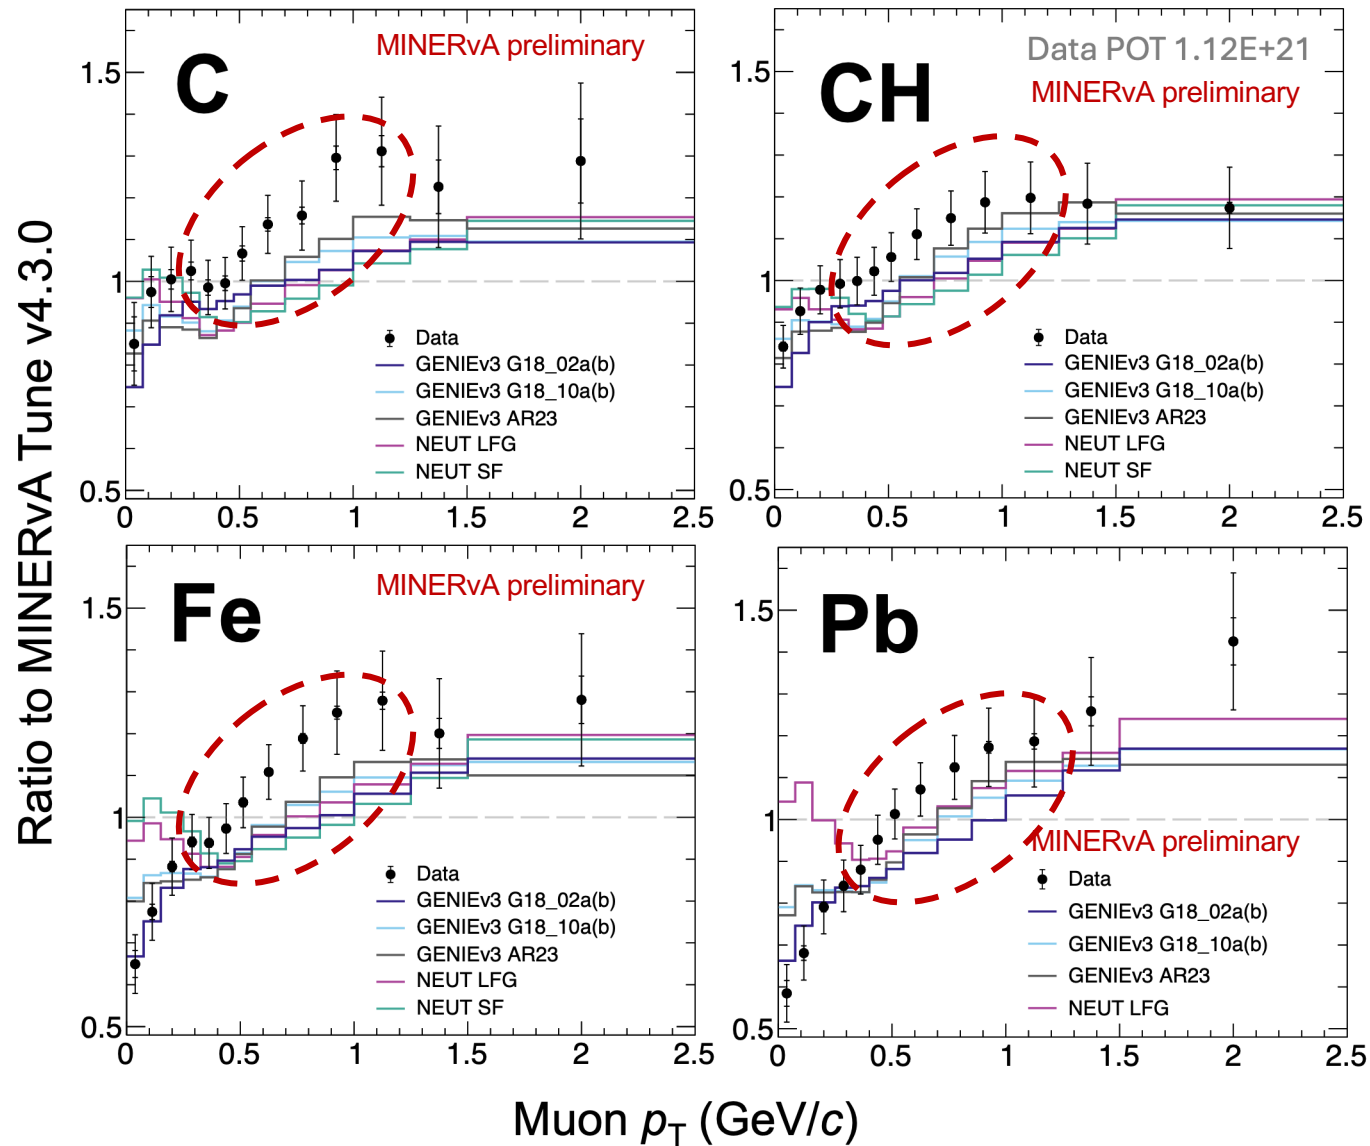 Ratio to MINERvA Tune v4.3.0
C
MINERvA preliminary
1.5
1
0.5
Data
GENIEv3 G18_02a(b)
GENIEv3 G18_10a(b)
GENIEv3 AR23
NEUT LFG
NEUT SF
0 0.5 1 1.5 2 2.5
CH
Data POT 1.12E+21
MINERvA preliminary
1.5
1
0.5
Data
GENIEv3 G18_02a(b)
GENIEv3 G18_10a(b)
GENIEv3 AR23
NEUT LFG
NEUT SF
0 0.5 1 1.5 2 2.5
Fe
MINERvA preliminary
1.5
1
0.5
Data
GENIEv3 G18_02a(b)
GENIEv3 G18_10a(b)
GENIEv3 AR23
NEUT LFG
NEUT SF
0 0.5 1 1.5 2 2.5
Pb
1.5
1
0.5
MINERvA preliminary
Data
GENIEv3 G18_02a(b)
GENIEv3 G18_10a(b)
GENIEv3 AR23
NEUT LFG
0 0.5 1 1.5 2 2.5
Muon pT (GeV/c)